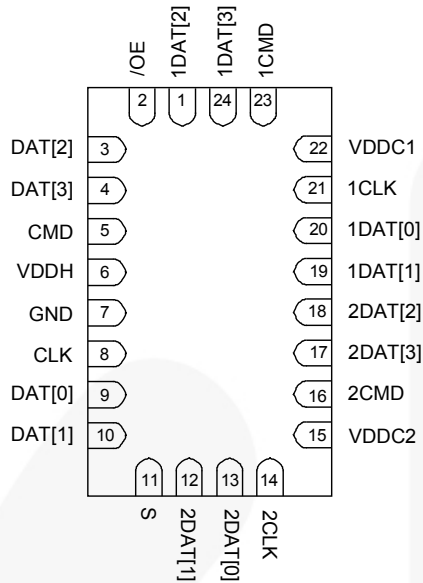 /OE
1DAT[2]
1DAT[3]
1CMD
2
1
24
23
DAT[2]
3
22
VDDC1
DAT[3]
4
21
1CLK
CMD
5
20
1DAT[0]
VDDH
6
19
1DAT[1]
GND
7
18
2DAT[2]
CLK
8
17
2DAT[3]
DAT[0]
9
16
2CMD
DAT[1]
10
15
VDDC2
11
12
13
14
S
2DAT[1]
2DAT[0]
2CLK